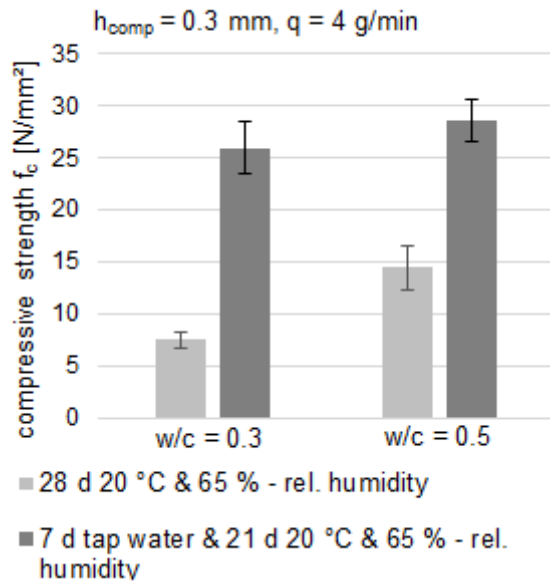 h_comp = 0.3 mm, q = 4 g/min
compressive strength f_c [N/mm²]
35
30
25
20
15
10
5
0
w/c = 0.3 w/c = 0.5
28 d 20 °C & 65 % - rel. humidity
7 d tap water & 21 d 20 °C & 65 % - rel.
humidity